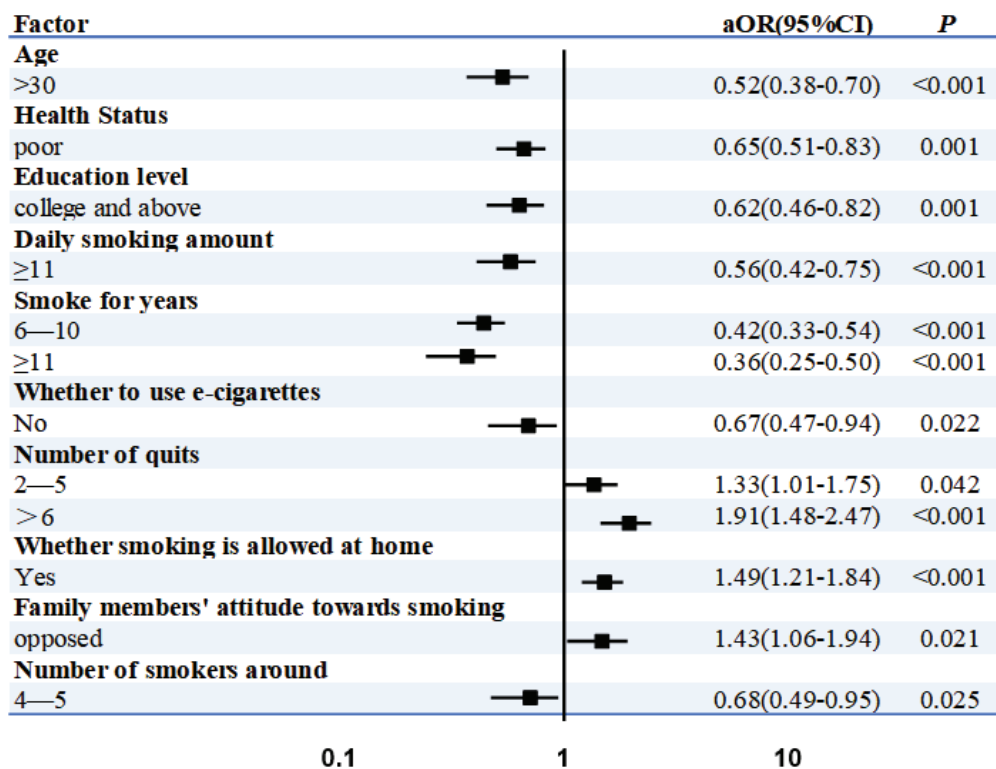 Factor aOR(95%CI) P
Age
>30 0.52(0.38-0.70) <0.001
Health Status
poor 0.65(0.51-0.83) 0.001
Education level
college and above 0.62(0.46-0.82) 0.001
Daily smoking amount
≥11 0.56(0.42-0.75) <0.001
Smoke for years
6—10 0.42(0.33-0.54) <0.001
≥11 0.36(0.25-0.50) <0.001
Whether to use e-cigarettes
No 0.67(0.47-0.94) 0.022
Number of quits
2—5 1.33(1.01-1.75) 0.042
＞6 1.91(1.48-2.47) <0.001
Whether smoking is allowed at home
Yes 1.49(1.21-1.84) <0.001
Family members' attitude towards smoking
opposed 1.43(1.06-1.94) 0.021
Number of smokers around
4—5 0.68(0.49-0.95) 0.025
0.1 1 10